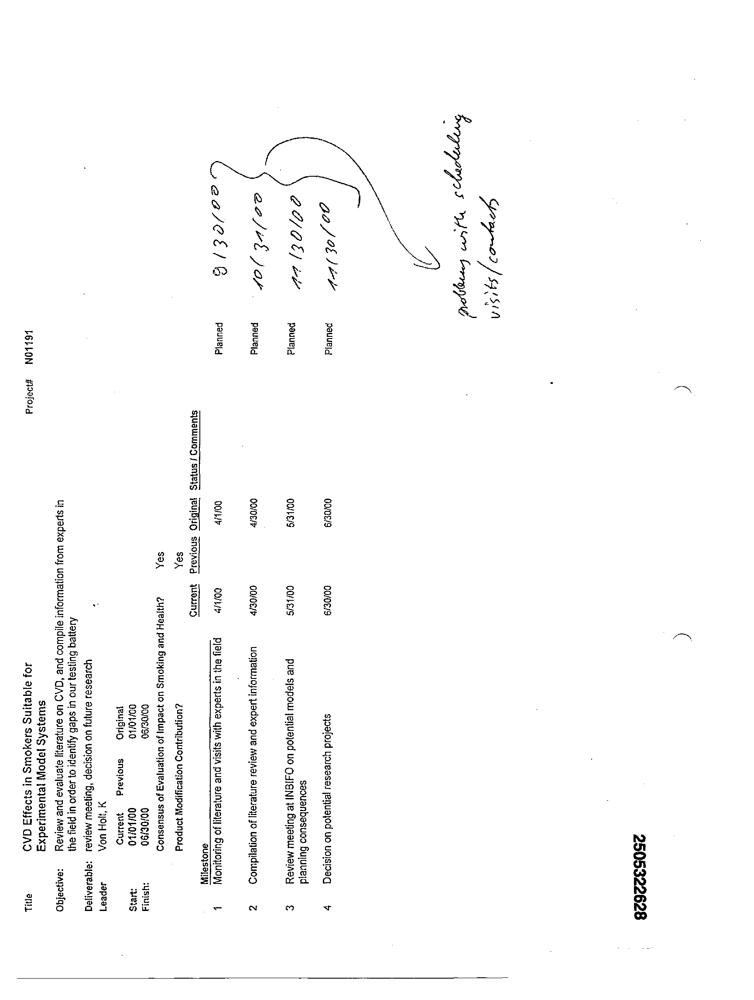 Title CVD Effects in Smokers Suitable for Project# N01191
Experimental Model Systems
Objective: Review and evaluate literature on CVD, and compile information from experts in
the field in order to identify gaps in our testing battery
Deliverable: review meeting, decision on future research
Leader Von Holt, K
Current Previous Original
Start: 01/01/00 01/01/00
Finish: 06/30/00 06/30/00
Consensus of Evaluation of Impact on Smoking and Health? Yes
Product Modification Contribution? Yes
Milestone Current Previous Original Status / Comments
1 Monitoring of literature and visits with experts in the field 4/1/00 4/1/00 Planned 9/30/00
2 Compilation of literature review and expert information 4/30/00 4/30/00 Planned 10/31/00
3 Review meeting at INBIFO on potential models and 5/31/00 5/31/00 Planned 11/30/00
planning consequences
4 Decision on potential research projects 6/30/00 6/30/00 Planned 11/30/00
problems with scheduling
visits/contacts
2505322628